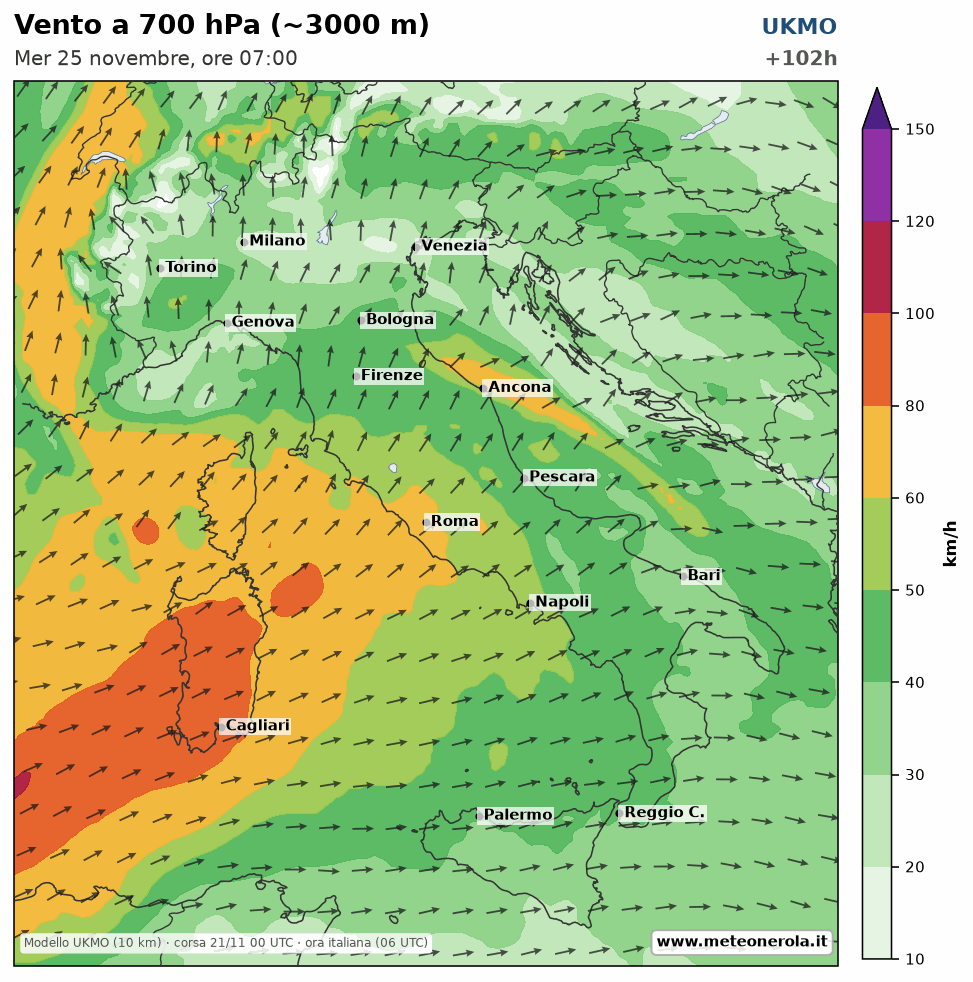 Vento a 700 hPa (~3000 m)
UKMO
Mer 25 novembre, ore 07:00
+102h
Milano
Venezia
Torino
Genova
Bologna
Firenze
Ancona
Pescara
Roma
Bari
Napoli
Cagliari
Palermo
Reggio C.
150
120
100
80
60
50
40
30
20
10
km/h
Modello UKMO (10 km) · corsa 21/11 00 UTC · ora italiana (06 UTC)
www.meteonerola.it